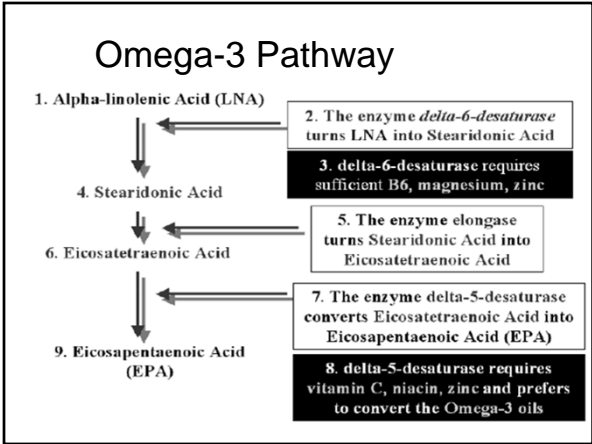 Omega-3 Pathway
1. Alpha-linolenic Acid (LNA)
2. The enzyme delta-6-desaturase
turns LNA into Stearidonic Acid
3. delta-6-desaturase requires
sufficient B6, magnesium, zinc
4. Stearidonic Acid
5. The enzyme elongase
turns Stearidonic Acid into
Eicosatetraenoic Acid
6. Eicosatetraenoic Acid
7. The enzyme delta-5-desaturase
converts Eicosatetraenoic Acid into
Eicosapentaenoic Acid (EPA)
8. delta-5-desaturase requires
vitamin C, niacin, zinc and prefers
to convert the Omega-3 oils
9. Eicosapentaenoic Acid
(EPA)